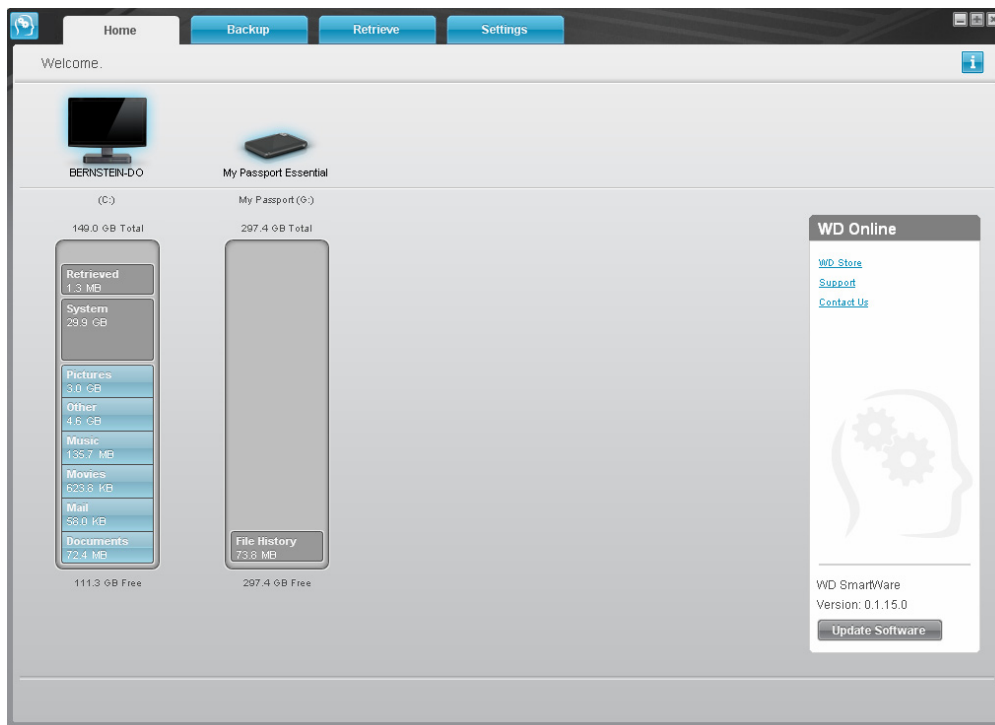 Home
Backup
Retrieve
Settings
Welcome.
i
BERNSTEIN-DO
My Passport Essential
(C:)
My Passport (G:)
149.0 GB Total
297.4 GB Total
Retrieved
1.3 MB
System
29.9 GB
Pictures
3.0 GB
Other
4.6 GB
Music
135.7 MB
Movies
623.8 KB
Mail
58.0 KB
Documents
72.4 MB
File History
73.8 MB
111.3 GB Free
297.4 GB Free
WD Online
WD Store
Support
Contact Us
WD SmartWare
Version: 0.1.15.0
Update Software